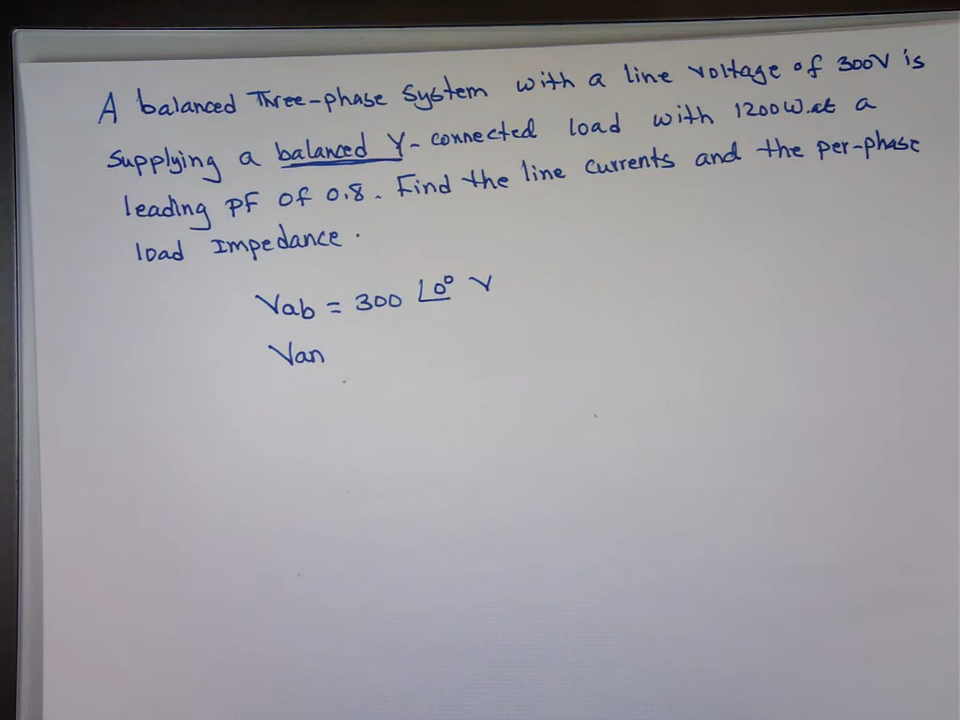 A balanced Three-phase System with a line voltage of 300V is
supplying a balanced Y-connected load with 1200W.at a
leading PF of 0.8. Find the line currents and the per-phase
load Impedance.
Vab = 300 ∠0° V
Van